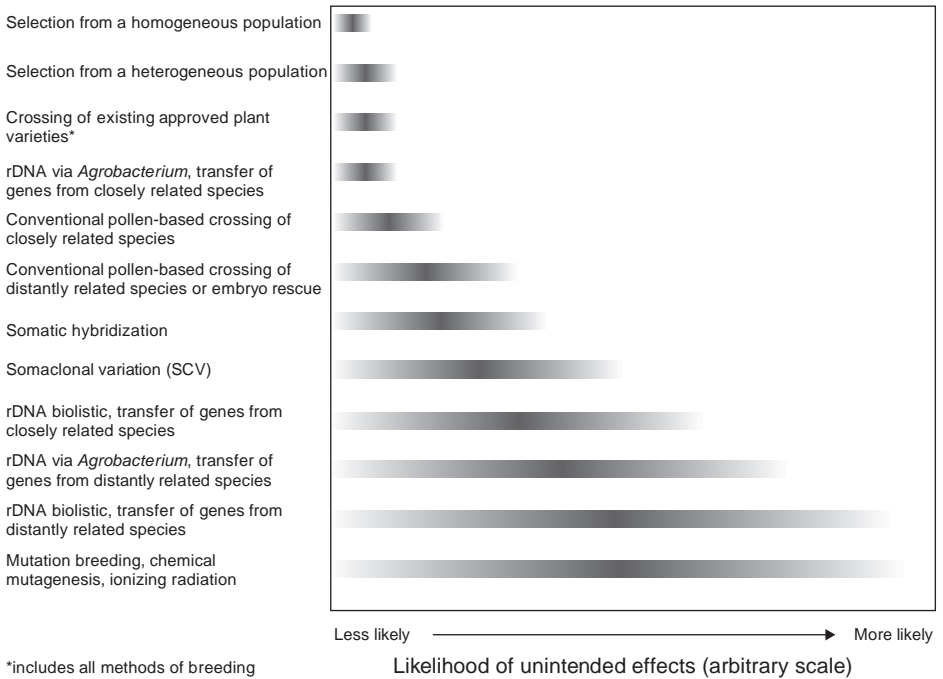 Selection from a homogeneous population
Selection from a heterogeneous population
Crossing of existing approved plant
varieties*
rDNA via Agrobacterium, transfer of
genes from closely related species
Conventional pollen-based crossing of
closely related species
Conventional pollen-based crossing of
distantly related species or embryo rescue
Somatic hybridization
Somaclonal variation (SCV)
rDNA biolistic, transfer of genes from
closely related species
rDNA via Agrobacterium, transfer of
genes from distantly related species
rDNA biolistic, transfer of genes from
distantly related species
Mutation breeding, chemical
mutagenesis, ionizing radiation
Less likely
More likely
*includes all methods of breeding
Likelihood of unintended effects (arbitrary scale)